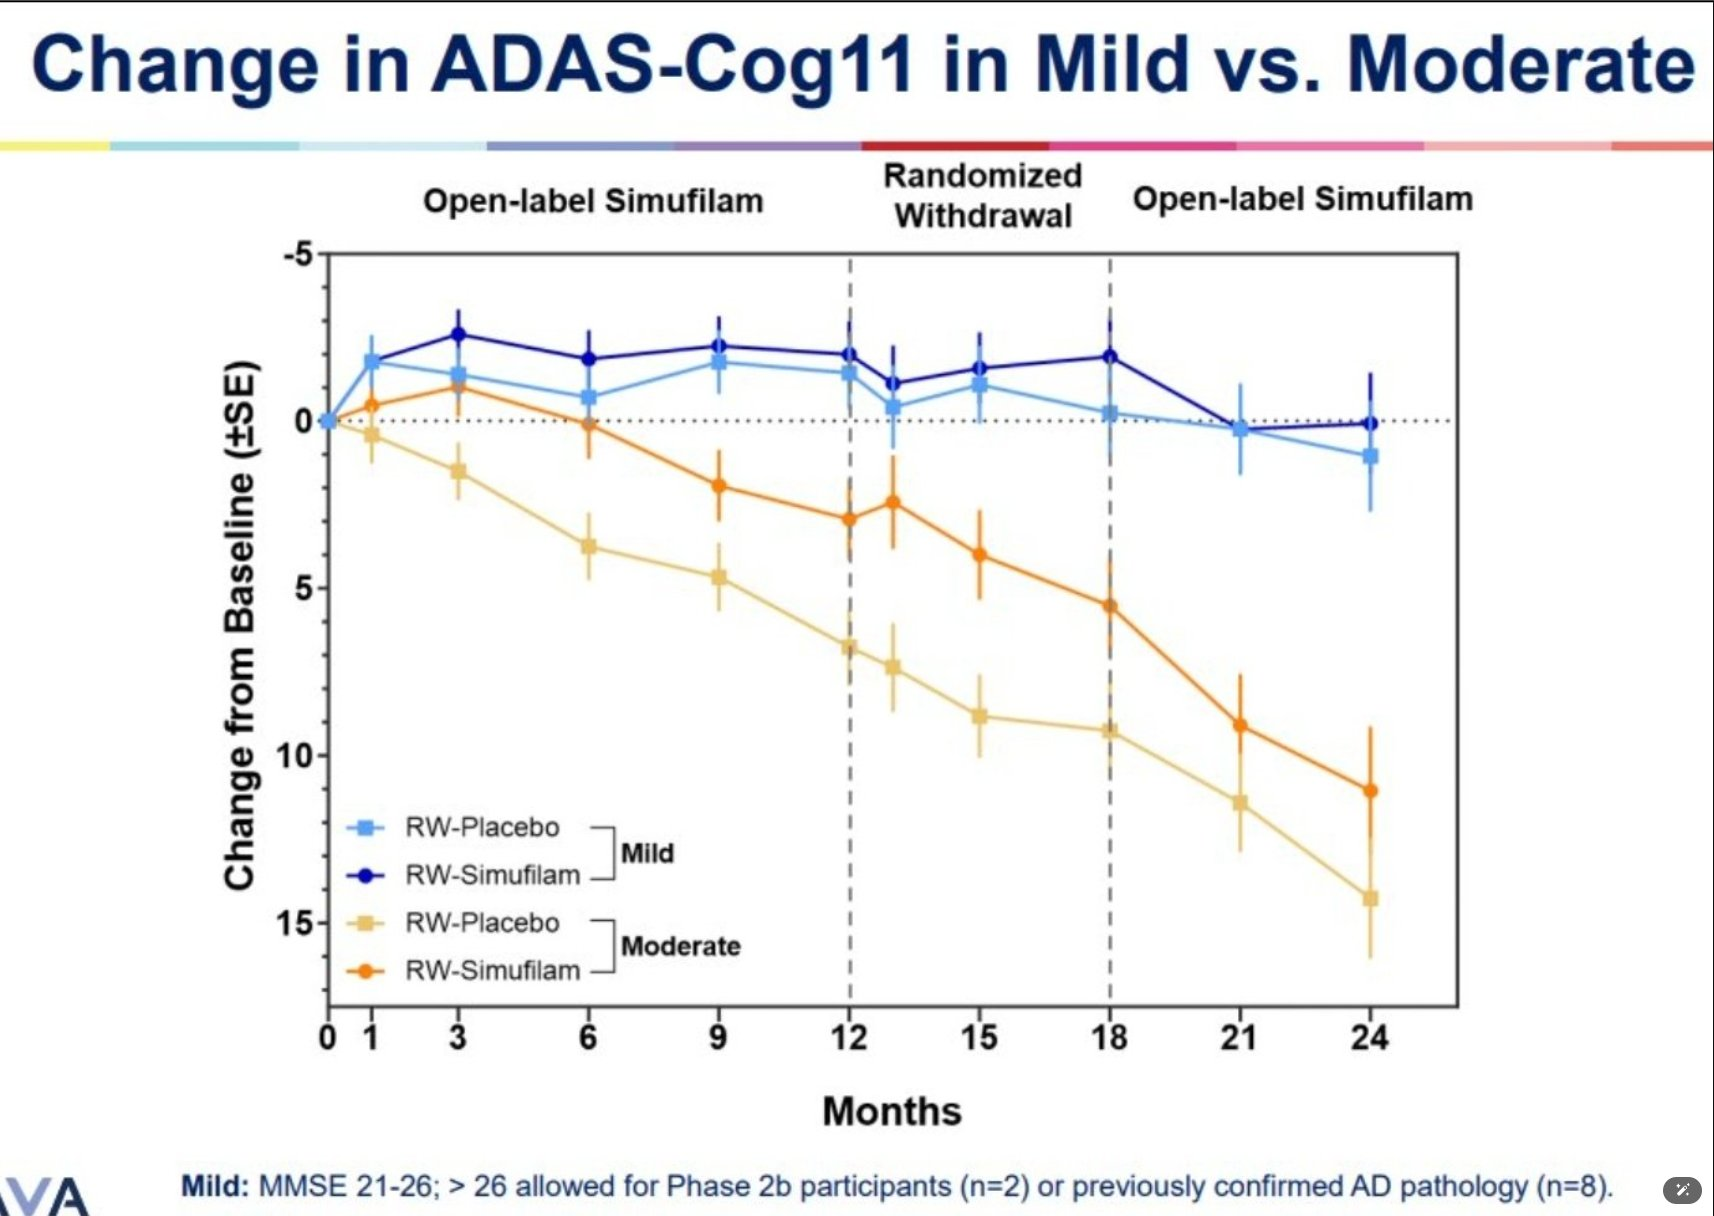 Change in ADAS-Cog11 in Mild vs. Moderate
Open-label Simufilam
Randomized
Withdrawal
Open-label Simufilam
Change from Baseline (±SE)
-5
0
5
10
15
RW-Placebo
RW-Simufilam
Mild
RW-Placebo
RW-Simufilam
Moderate
0 1 3 6 9 12 15 18 21 24
Months
Mild: MMSE 21-26; > 26 allowed for Phase 2b participants (n=2) or previously confirmed AD pathology (n=8).
VA